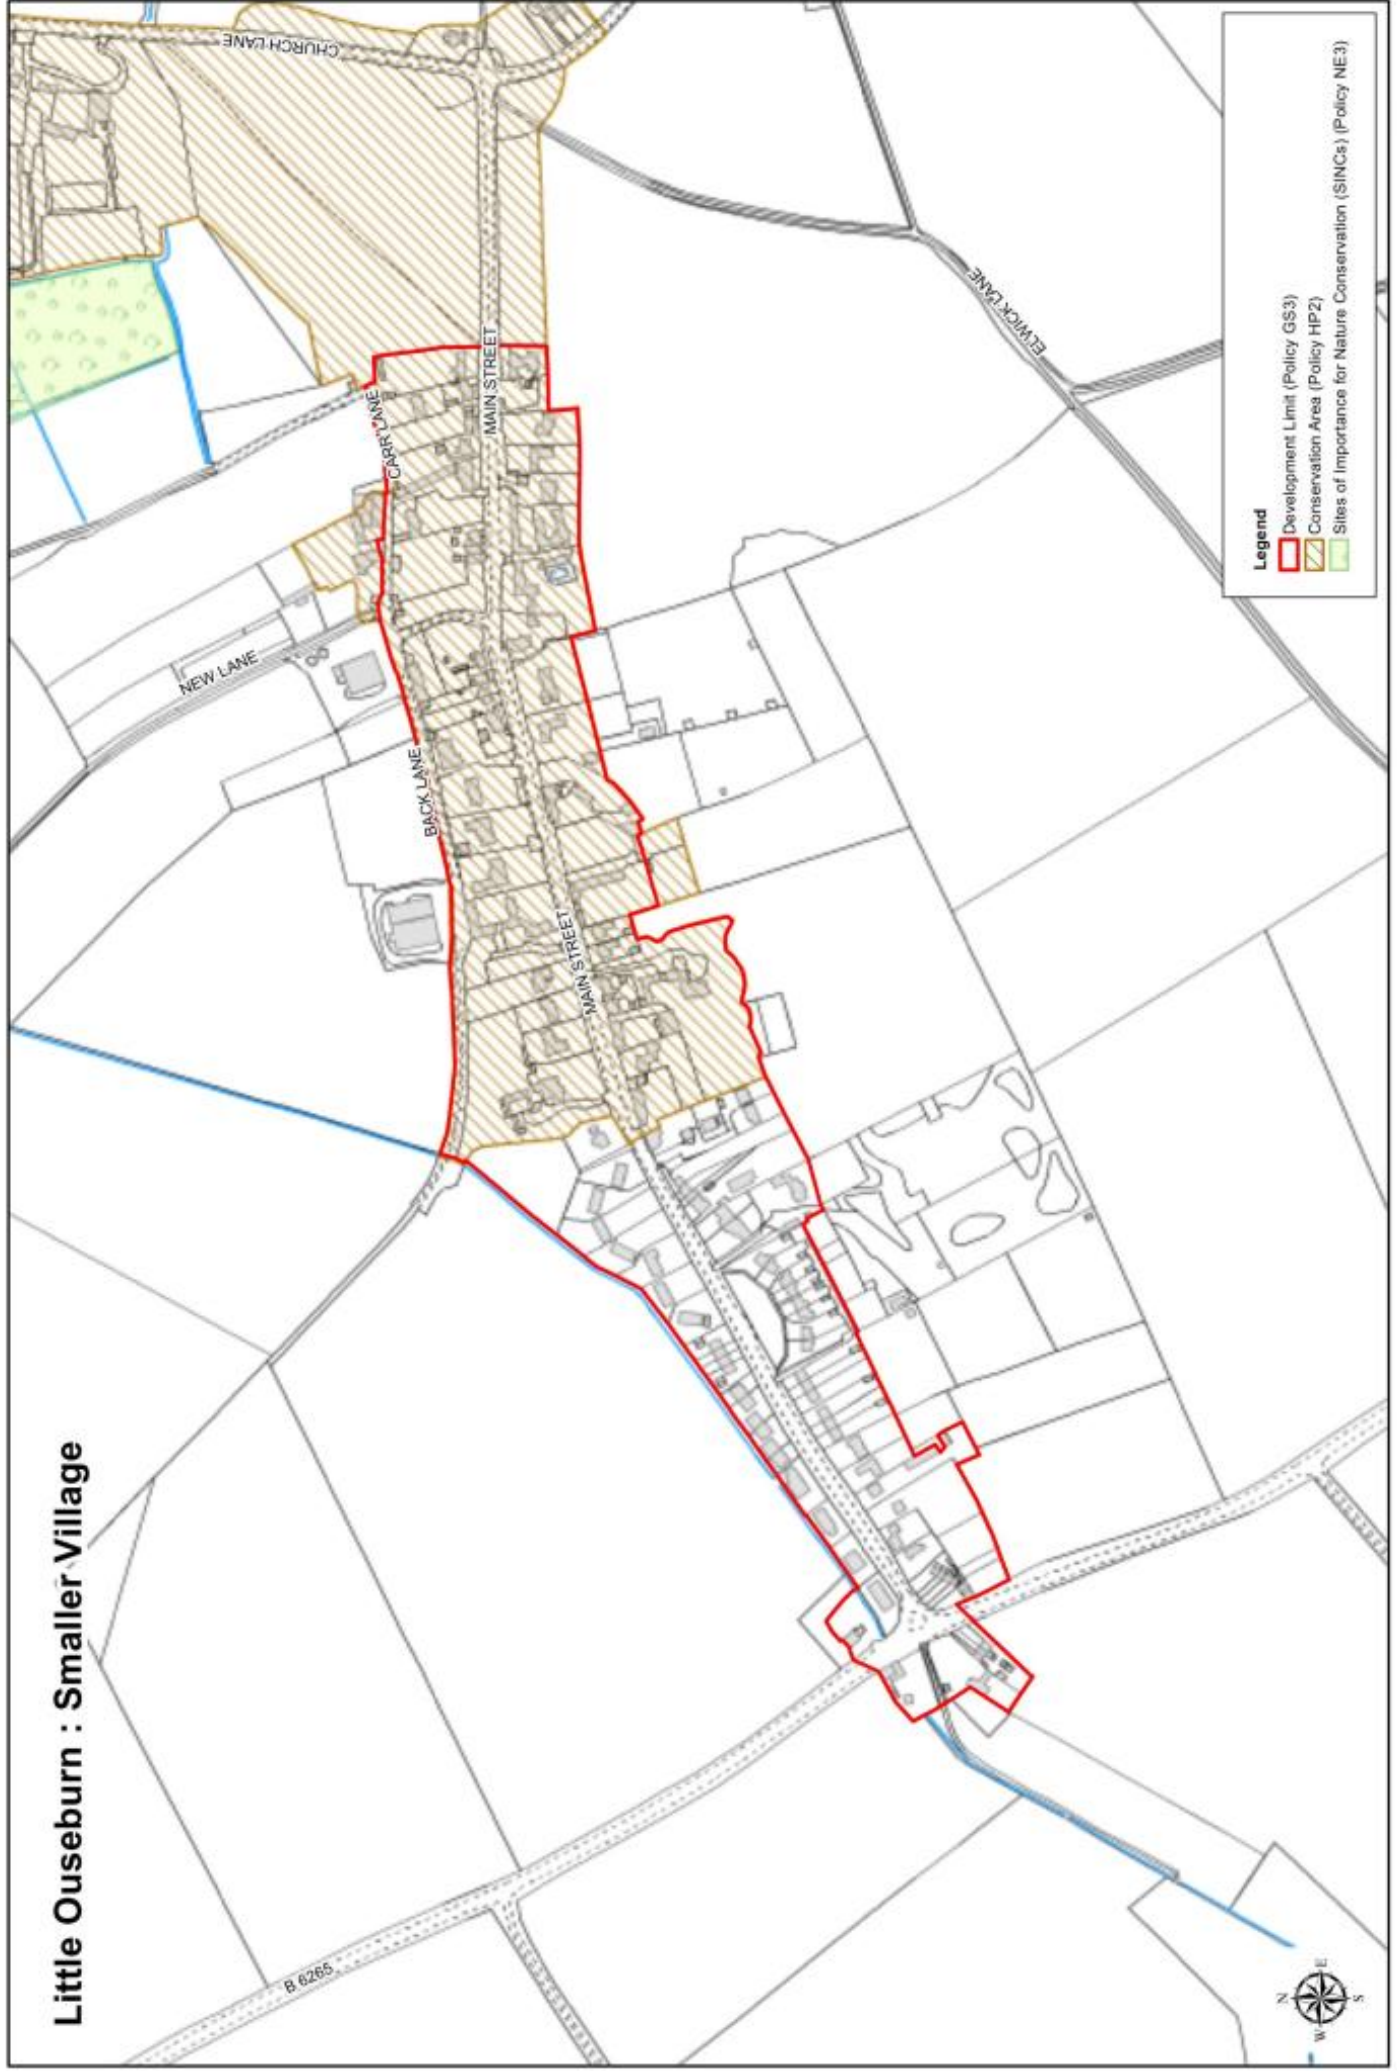 Little Ouseburn : Smaller Village
B 6265
NEW LANE
BACK LANE
CARR LANE
CHURCH LANE
MAIN STREET
MAIN STREET
ELWICK LANE
Legend
Development Limit (Policy GS3)
Conservation Area (Policy HP2)
Sites of Importance for Nature Conservation (SINCs) (Policy NE3)
N
W
E
S